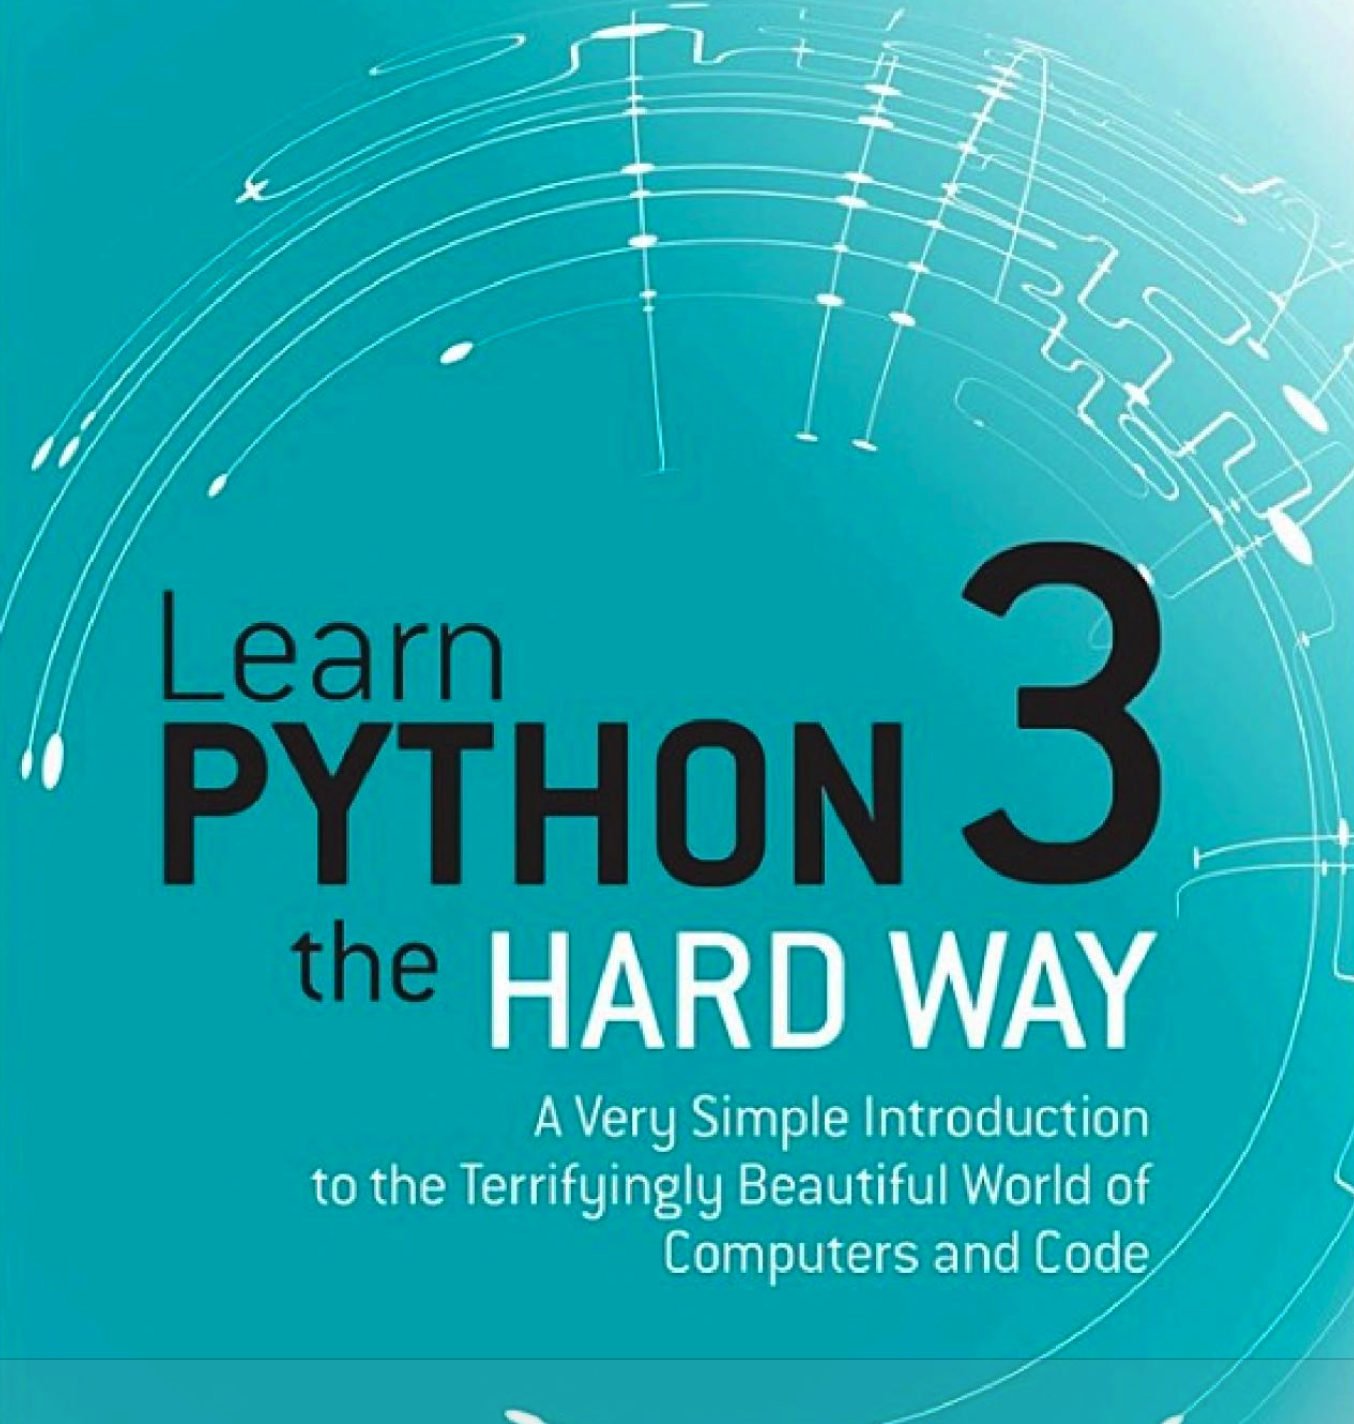 Learn
PYTHON 3
the HARD WAY
A Very Simple Introduction
to the Terrifyingly Beautiful World of
Computers and Code